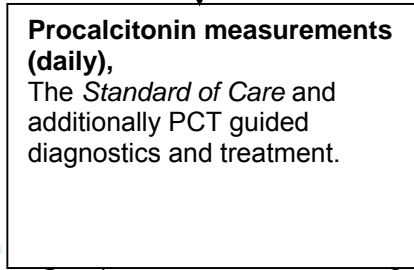 Procalcitonin measurements
(daily),
The Standard of Care and
additionally PCT guided
diagnostics and treatment.